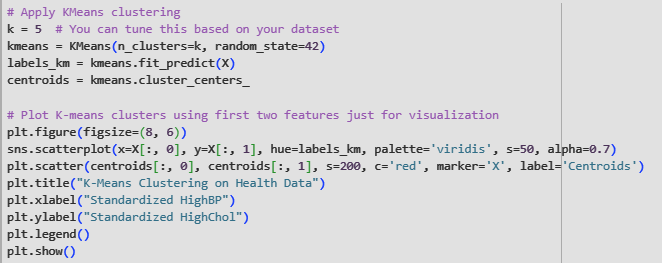 # Apply KMeans clustering
k = 5  # You can tune this based on your dataset
kmeans = KMeans(n_clusters=k, random_state=42)
labels_km = kmeans.fit_predict(X)
centroids = kmeans.cluster_centers_
# Plot K-means clusters using first two features just for visualization
plt.figure(figsize=(8, 6))
sns.scatterplot(x=X[:, 0], y=X[:, 1], hue=labels_km, palette='viridis', s=50, alpha=0.7)
plt.scatter(centroids[:, 0], centroids[:, 1], s=200, c='red', marker='X', label='Centroids')
plt.title("K-Means Clustering on Health Data")
plt.xlabel("Standardized HighBP")
plt.ylabel("Standardized HighChol")
plt.legend()
plt.show()